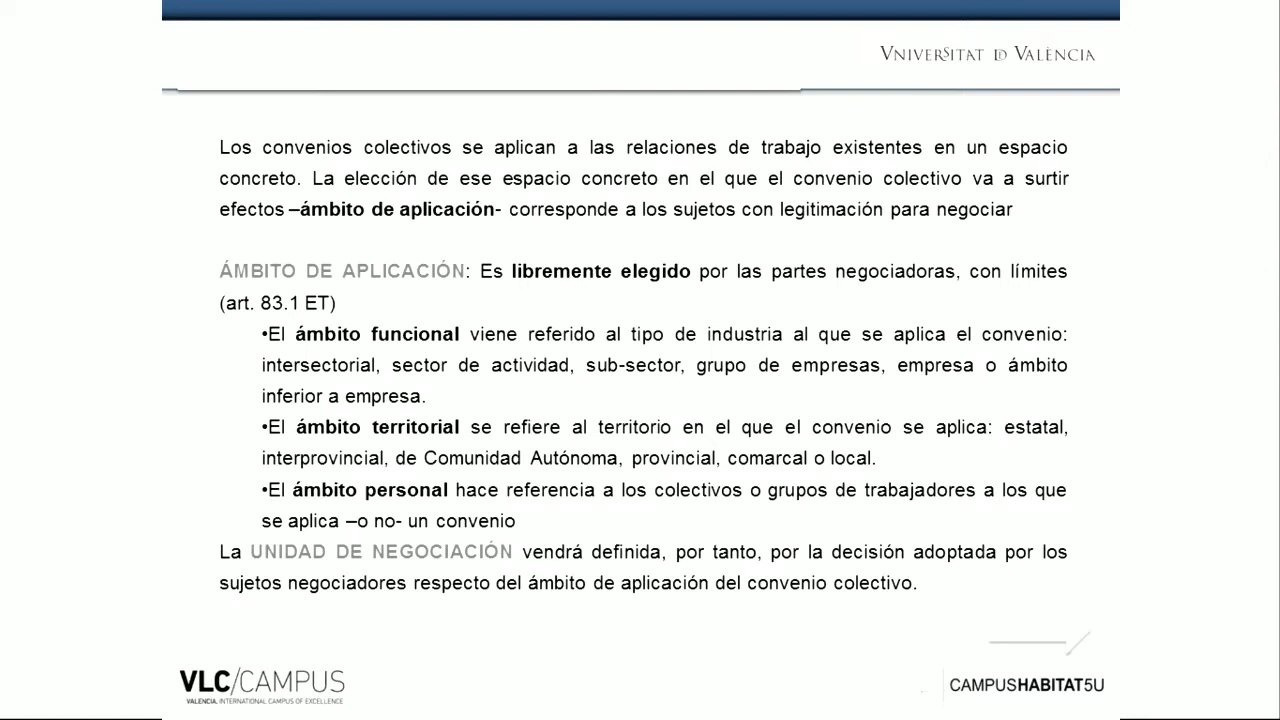 VNIVERSITAT DE VALÈNCIA
Los convenios colectivos se aplican a las relaciones de trabajo existentes en un espacio
concreto. La elección de ese espacio concreto en el que el convenio colectivo va a surtir
efectos –ámbito de aplicación- corresponde a los sujetos con legitimación para negociar
ÁMBITO DE APLICACIÓN: Es libremente elegido por las partes negociadoras, con límites
(art. 83.1 ET)
•El ámbito funcional viene referido al tipo de industria al que se aplica el convenio:
intersectorial, sector de actividad, sub-sector, grupo de empresas, empresa o ámbito
inferior a empresa.
•El ámbito territorial se refiere al territorio en el que el convenio se aplica: estatal,
interprovincial, de Comunidad Autónoma, provincial, comarcal o local.
•El ámbito personal hace referencia a los colectivos o grupos de trabajadores a los que
se aplica –o no- un convenio
La UNIDAD DE NEGOCIACIÓN vendrá definida, por tanto, por la decisión adoptada por los
sujetos negociadores respecto del ámbito de aplicación del convenio colectivo.
VLC/CAMPUS
VALENCIA, INTERNATIONAL CAMPUS OF EXCELLENCE
CAMPUSHABITAT5U